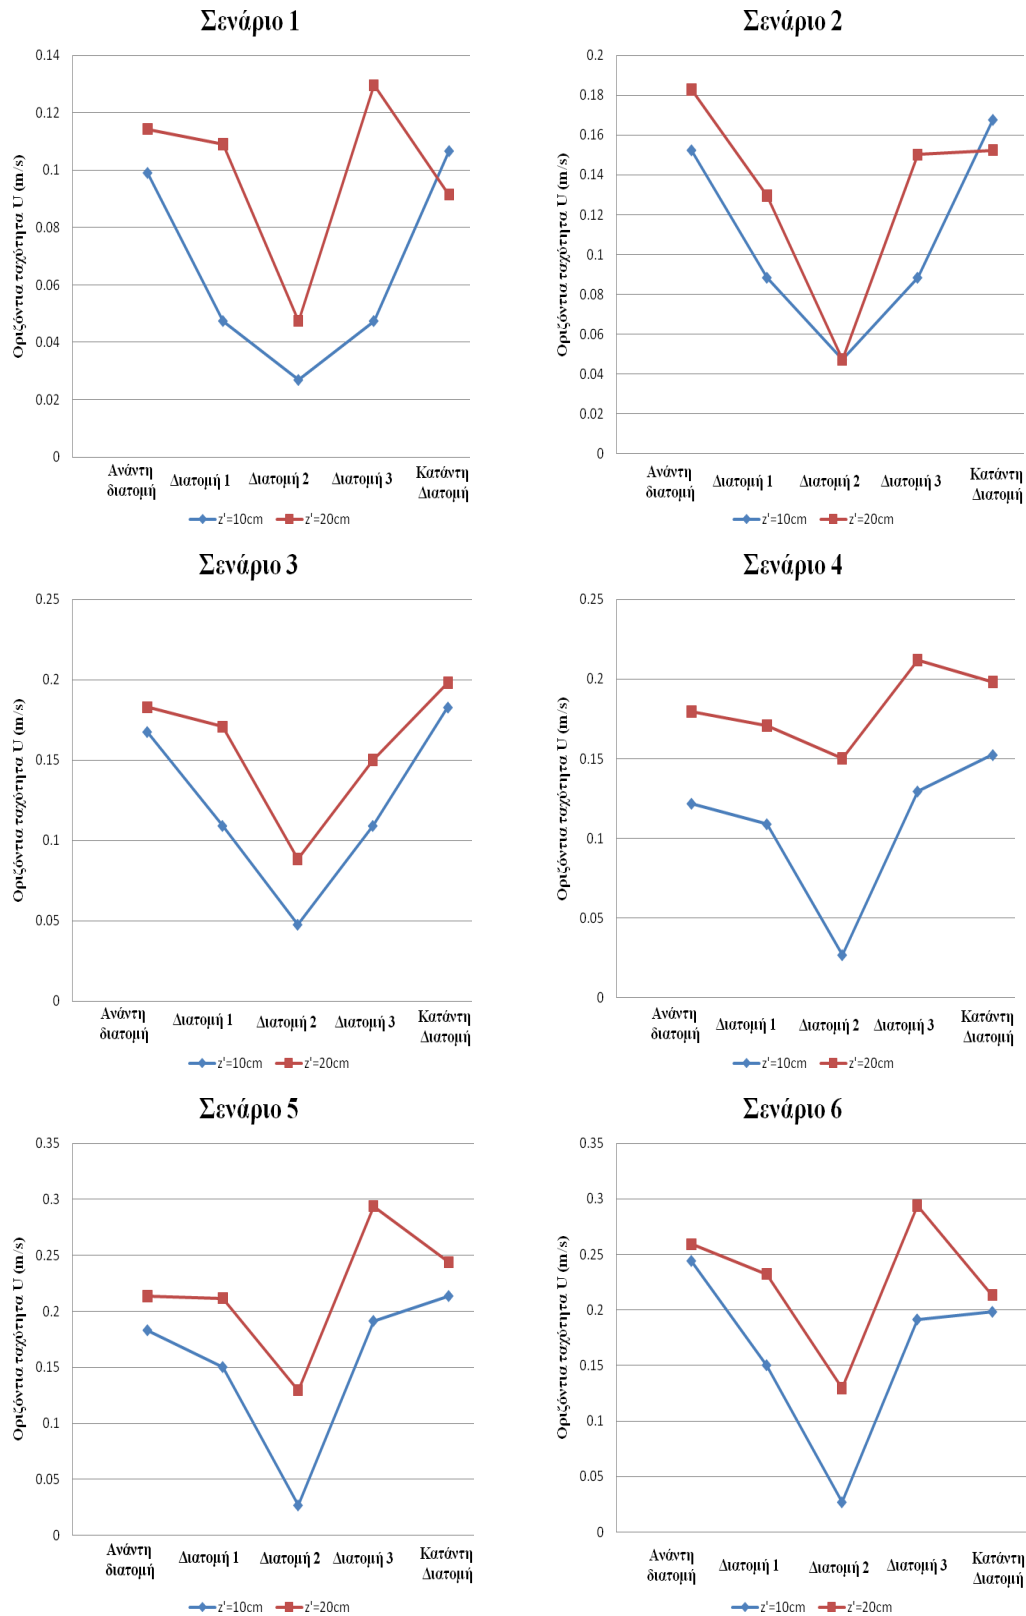 Σενάριο 1
Οριζόντια ταχύτητα U (m/s)
0.14
0.12
0.1
0.08
0.06
0.04
0.02
0
Ανάντη
διατομή
Διατομή 1
Διατομή 2
Διατομή 3
Κατάντη
Διατομή
z'=10cm
z'=20cm
Σενάριο 2
Οριζόντια ταχύτητα U (m/s)
0.2
0.18
0.16
0.14
0.12
0.1
0.08
0.06
0.04
0.02
0
Ανάντη
διατομή
Διατομή 1
Διατομή 2
Διατομή 3
Κατάντη
Διατομή
z'=10cm
z'=20cm
Σενάριο 3
Οριζόντια ταχύτητα U (m/s)
0.25
0.2
0.15
0.1
0.05
0
Ανάντη
διατομή
Διατομή 1
Διατομή 2
Διατομή 3
Κατάντη
Διατομή
z'=10cm
z'=20cm
Σενάριο 4
Οριζόντια ταχύτητα U (m/s)
0.25
0.2
0.15
0.1
0.05
0
Ανάντη
διατομή
Διατομή 1
Διατομή 2
Διατομή 3
Κατάντη
Διατομή
z'=10cm
z'=20cm
Σενάριο 5
Οριζόντια ταχύτητα U (m/s)
0.35
0.3
0.25
0.2
0.15
0.1
0.05
0
Ανάντη
διατομή
Διατομή 1
Διατομή 2
Διατομή 3
Κατάντη
Διατομή
z'=10cm
z'=20cm
Σενάριο 6
Οριζόντια ταχύτητα U (m/s)
0.35
0.3
0.25
0.2
0.15
0.1
0.05
0
Ανάντη
διατομή
Διατομή 1
Διατομή 2
Διατομή 3
Κατάντη
Διατομή
z'=10cm
z'=20cm